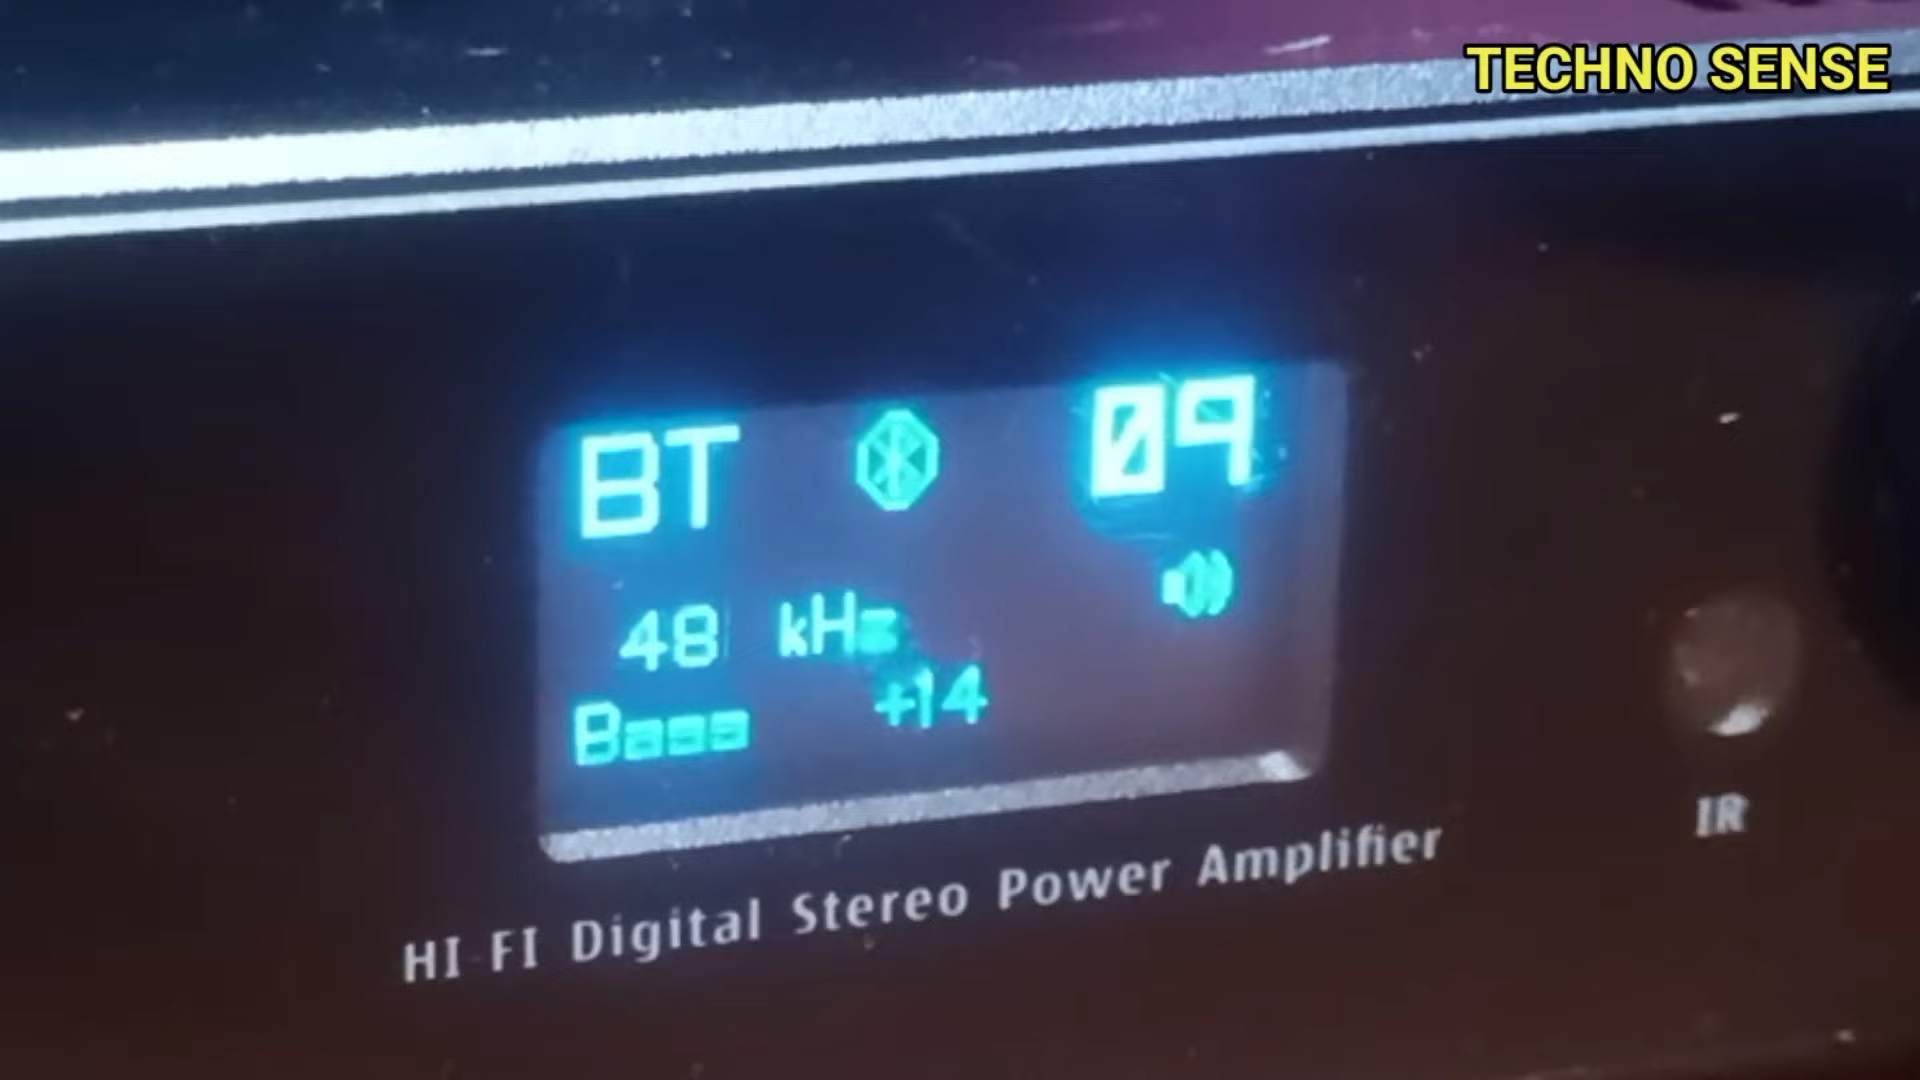 TECHNO SENSE
BT 09
48 kHz
Bass +14
IR
HI-FI Digital Stereo Power Amplifier